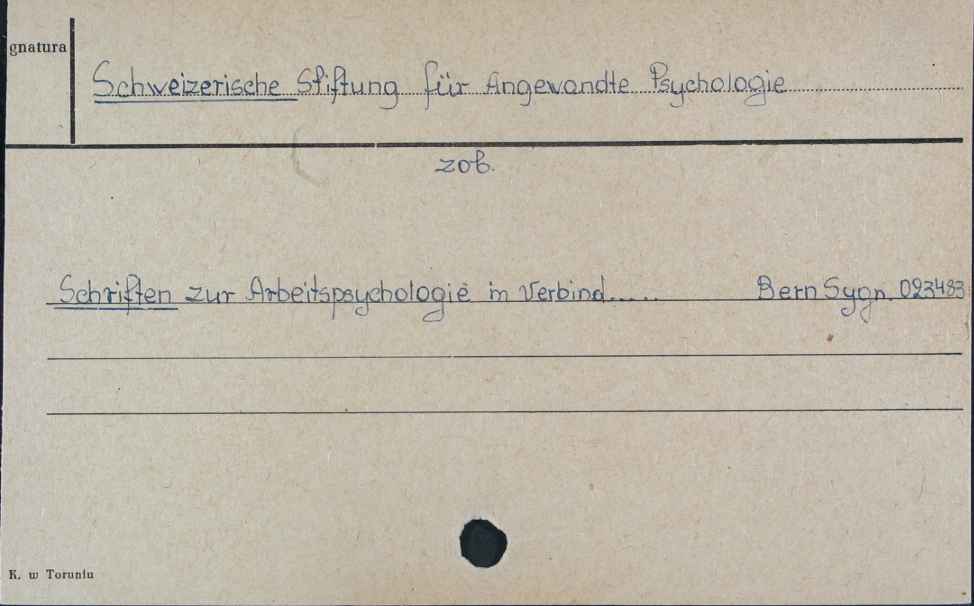 gnatura
Schweizerische Stiftung für Angewandte Psychologie
zob.
Schriften zur Arbeitspsychologie in Verbind..... Bern Sygn. 023483
K. w Toruniu